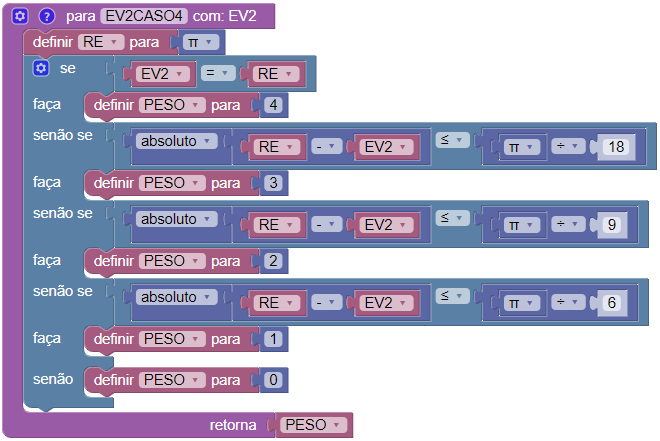 ? para EV2CASO4 com: EV2
definir RE para π
se EV2 = RE
faça definir PESO para 4
senão se absoluto RE - EV2 ≤ π ÷ 18
faça definir PESO para 3
senão se absoluto RE - EV2 ≤ π ÷ 9
faça definir PESO para 2
senão se absoluto RE - EV2 ≤ π ÷ 6
faça definir PESO para 1
senão definir PESO para 0
retorna PESO